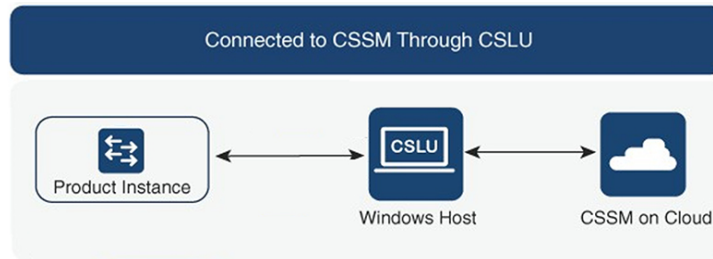 Connected to CSSM Through CSLU
CSLU
Product Instance
Windows Host
CSSM on Cloud